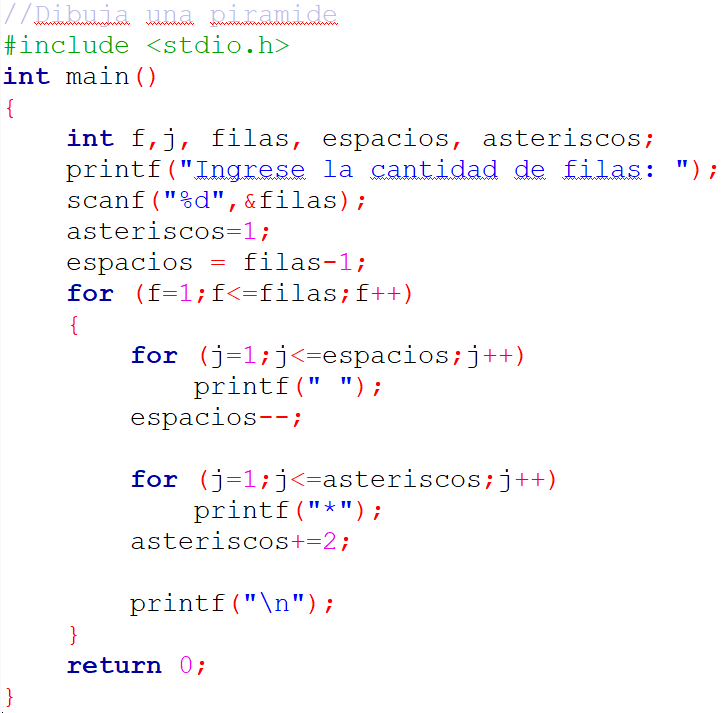 //Dibuja una piramide
#include <stdio.h>
int main()
{
    int f,j, filas, espacios, asteriscos;
    printf("Ingrese la cantidad de filas: ");
    scanf("%d",&filas);
    asteriscos=1;
    espacios = filas-1;
    for (f=1;f<=filas;f++)
    {
        for (j=1;j<=espacios;j++)
            printf(" ");
        espacios--;

        for (j=1;j<=asteriscos;j++)
            printf("*");
        asteriscos+=2;

        printf("\n");
    }
    return 0;
}